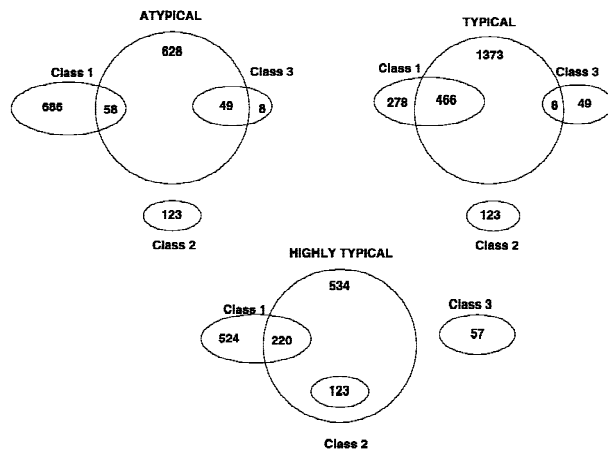 ATYPICAL
628
Class 1
Class 3
686
58
49
8
123
Class 2
TYPICAL
1373
Class 1
Class 3
278
466
8
49
123
Class 2
HIGHLY TYPICAL
534
Class 1
Class 3
524
220
57
123
Class 2